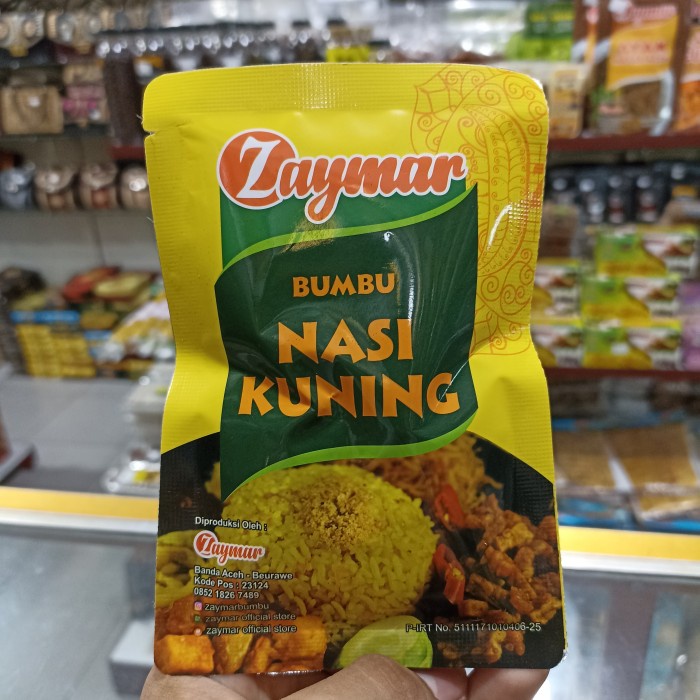 Zaymar
BUMBU
NASI
KUNING
Diproduksi Oleh :
Zaymar
Banda Aceh - Beurawe
Kode Pos : 23124
0852 1826 7489
zaymarbumbu
zaymar official store
zaymar official store
P-IRT No. 5111171010406-25